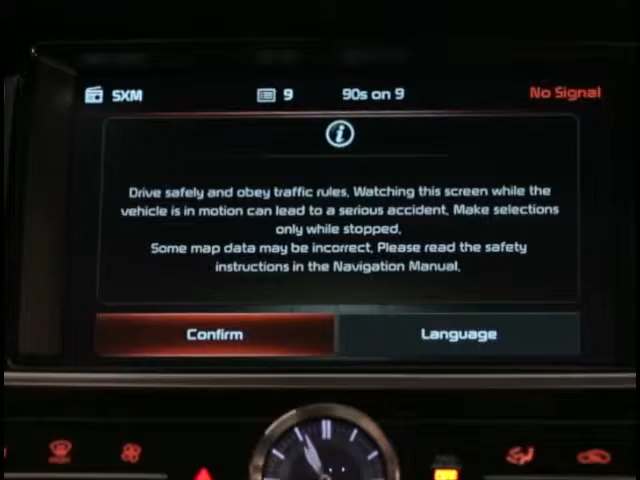 SXM 9 90s on 9 No Signal
Drive safely and obey traffic rules. Watching this screen while the
vehicle is in motion can lead to a serious accident. Make selections
only while stopped.
Some map data may be incorrect. Please read the safety
instructions in the Navigation Manual.
Confirm Language
OFF